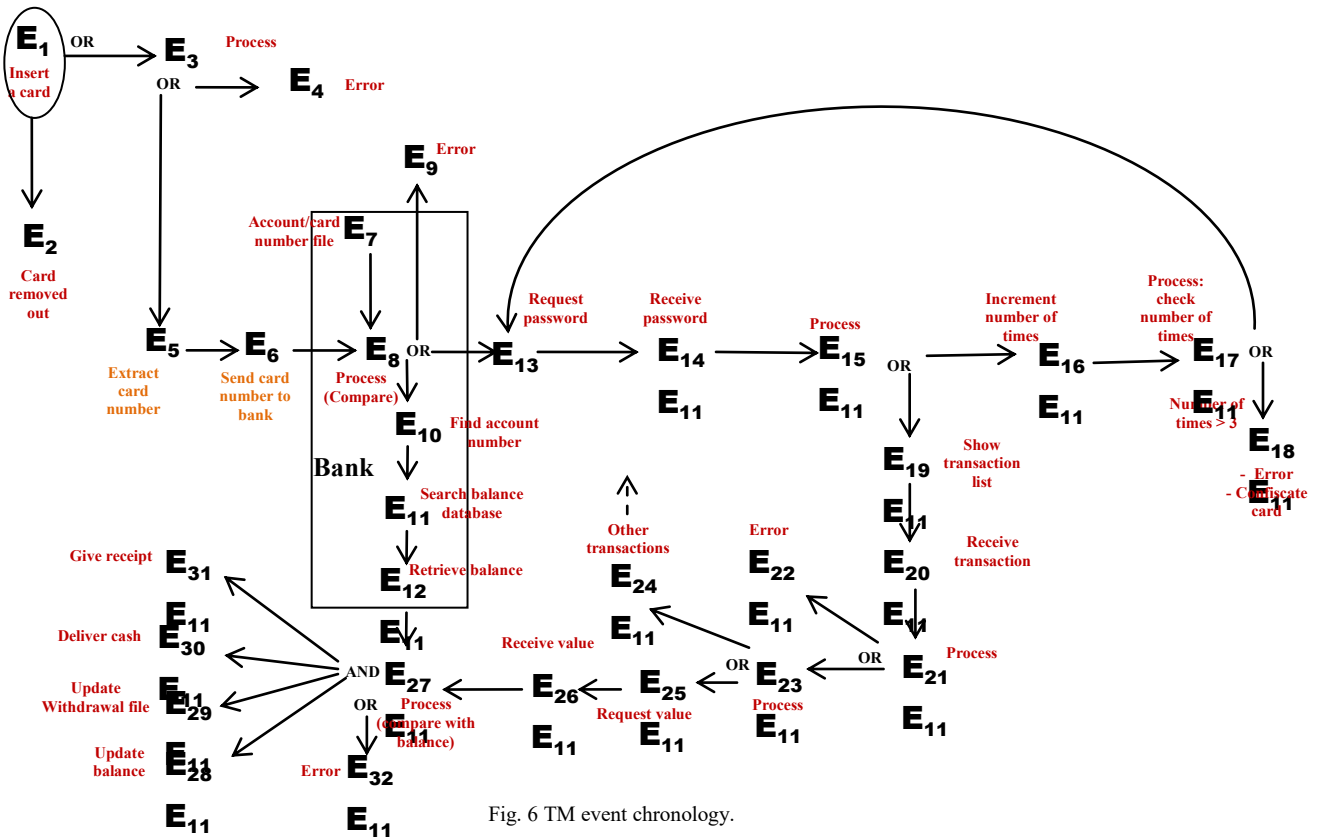 E1
OR
Insert
a card
E3
Process
OR
E4
Error
E2
Card
removed
out
E9
Error
Account/card
number file
E7
E5
Extract
card
number
E6
Send card
number to
bank
E8
OR
Process
(Compare)
E10
Find account
number
Bank
E11
Search balance
database
E12
Retrieve balance
E11
Request
password
E13
Receive
password
E14
E11
Process
E15
E11
OR
Increment
number of
times
E16
E11
Process:
check
number of
times
E17
OR
E11
Number of
times > 3
E18
- Error
- Confiscate
card
E11
E19
Show
transaction
list
E11
E20
Receive
transaction
E11
E21
Process
E11
OR
Error
E22
E11
Other
transactions
E24
E11
OR
E23
Process
E11
E25
Request value
E11
Receive value
E26
E11
AND
E27
OR
Process
(compare with
balance)
E11
Error
E32
E11
Give receipt
E31
E11
Deliver cash
E30
E11
Update
Withdrawal file
E29
E11
Update
balance
E28
E11
Fig. 6 TM event chronology.